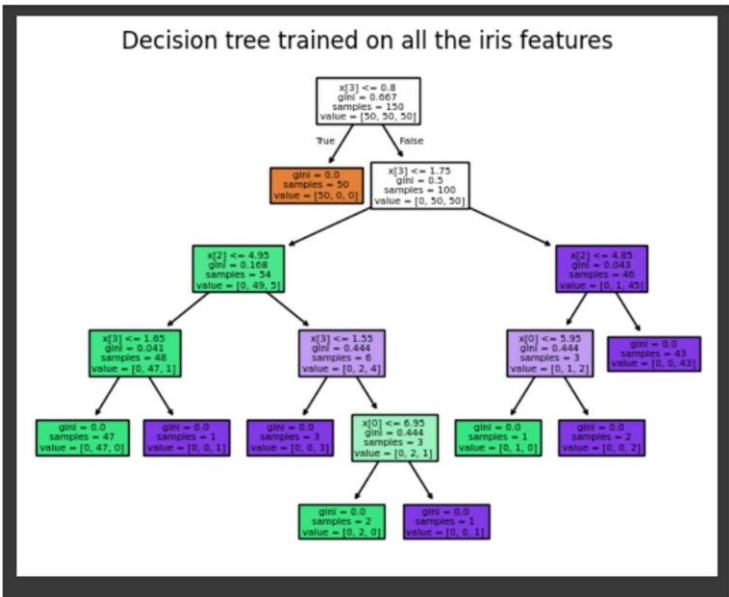 Decision tree trained on all the iris features
x[3] <= 0.8
gini = 0.667
samples = 150
value = [50, 50, 50]
True
False
gini = 0.0
samples = 50
value = [50, 0, 0]
x[3] <= 1.75
gini = 0.5
samples = 100
value = [0, 50, 50]
x[2] <= 4.95
gini = 0.168
samples = 54
value = [0, 49, 5]
x[2] <= 4.85
gini = 0.043
samples = 46
value = [0, 1, 45]
x[3] <= 1.65
gini = 0.041
samples = 48
value = [0, 47, 1]
x[3] <= 1.55
gini = 0.444
samples = 6
value = [0, 2, 4]
x[0] <= 5.95
gini = 0.444
samples = 3
value = [0, 1, 2]
gini = 0.0
samples = 43
value = [0, 0, 43]
gini = 0.0
samples = 47
value = [0, 47, 0]
gini = 0.0
samples = 1
value = [0, 0, 1]
gini = 0.0
samples = 3
value = [0, 0, 3]
x[0] <= 6.95
gini = 0.444
samples = 3
value = [0, 2, 1]
gini = 0.0
samples = 1
value = [0, 1, 0]
gini = 0.0
samples = 2
value = [0, 0, 2]
gini = 0.0
samples = 2
value = [0, 2, 0]
gini = 0.0
samples = 1
value = [0, 0, 1]